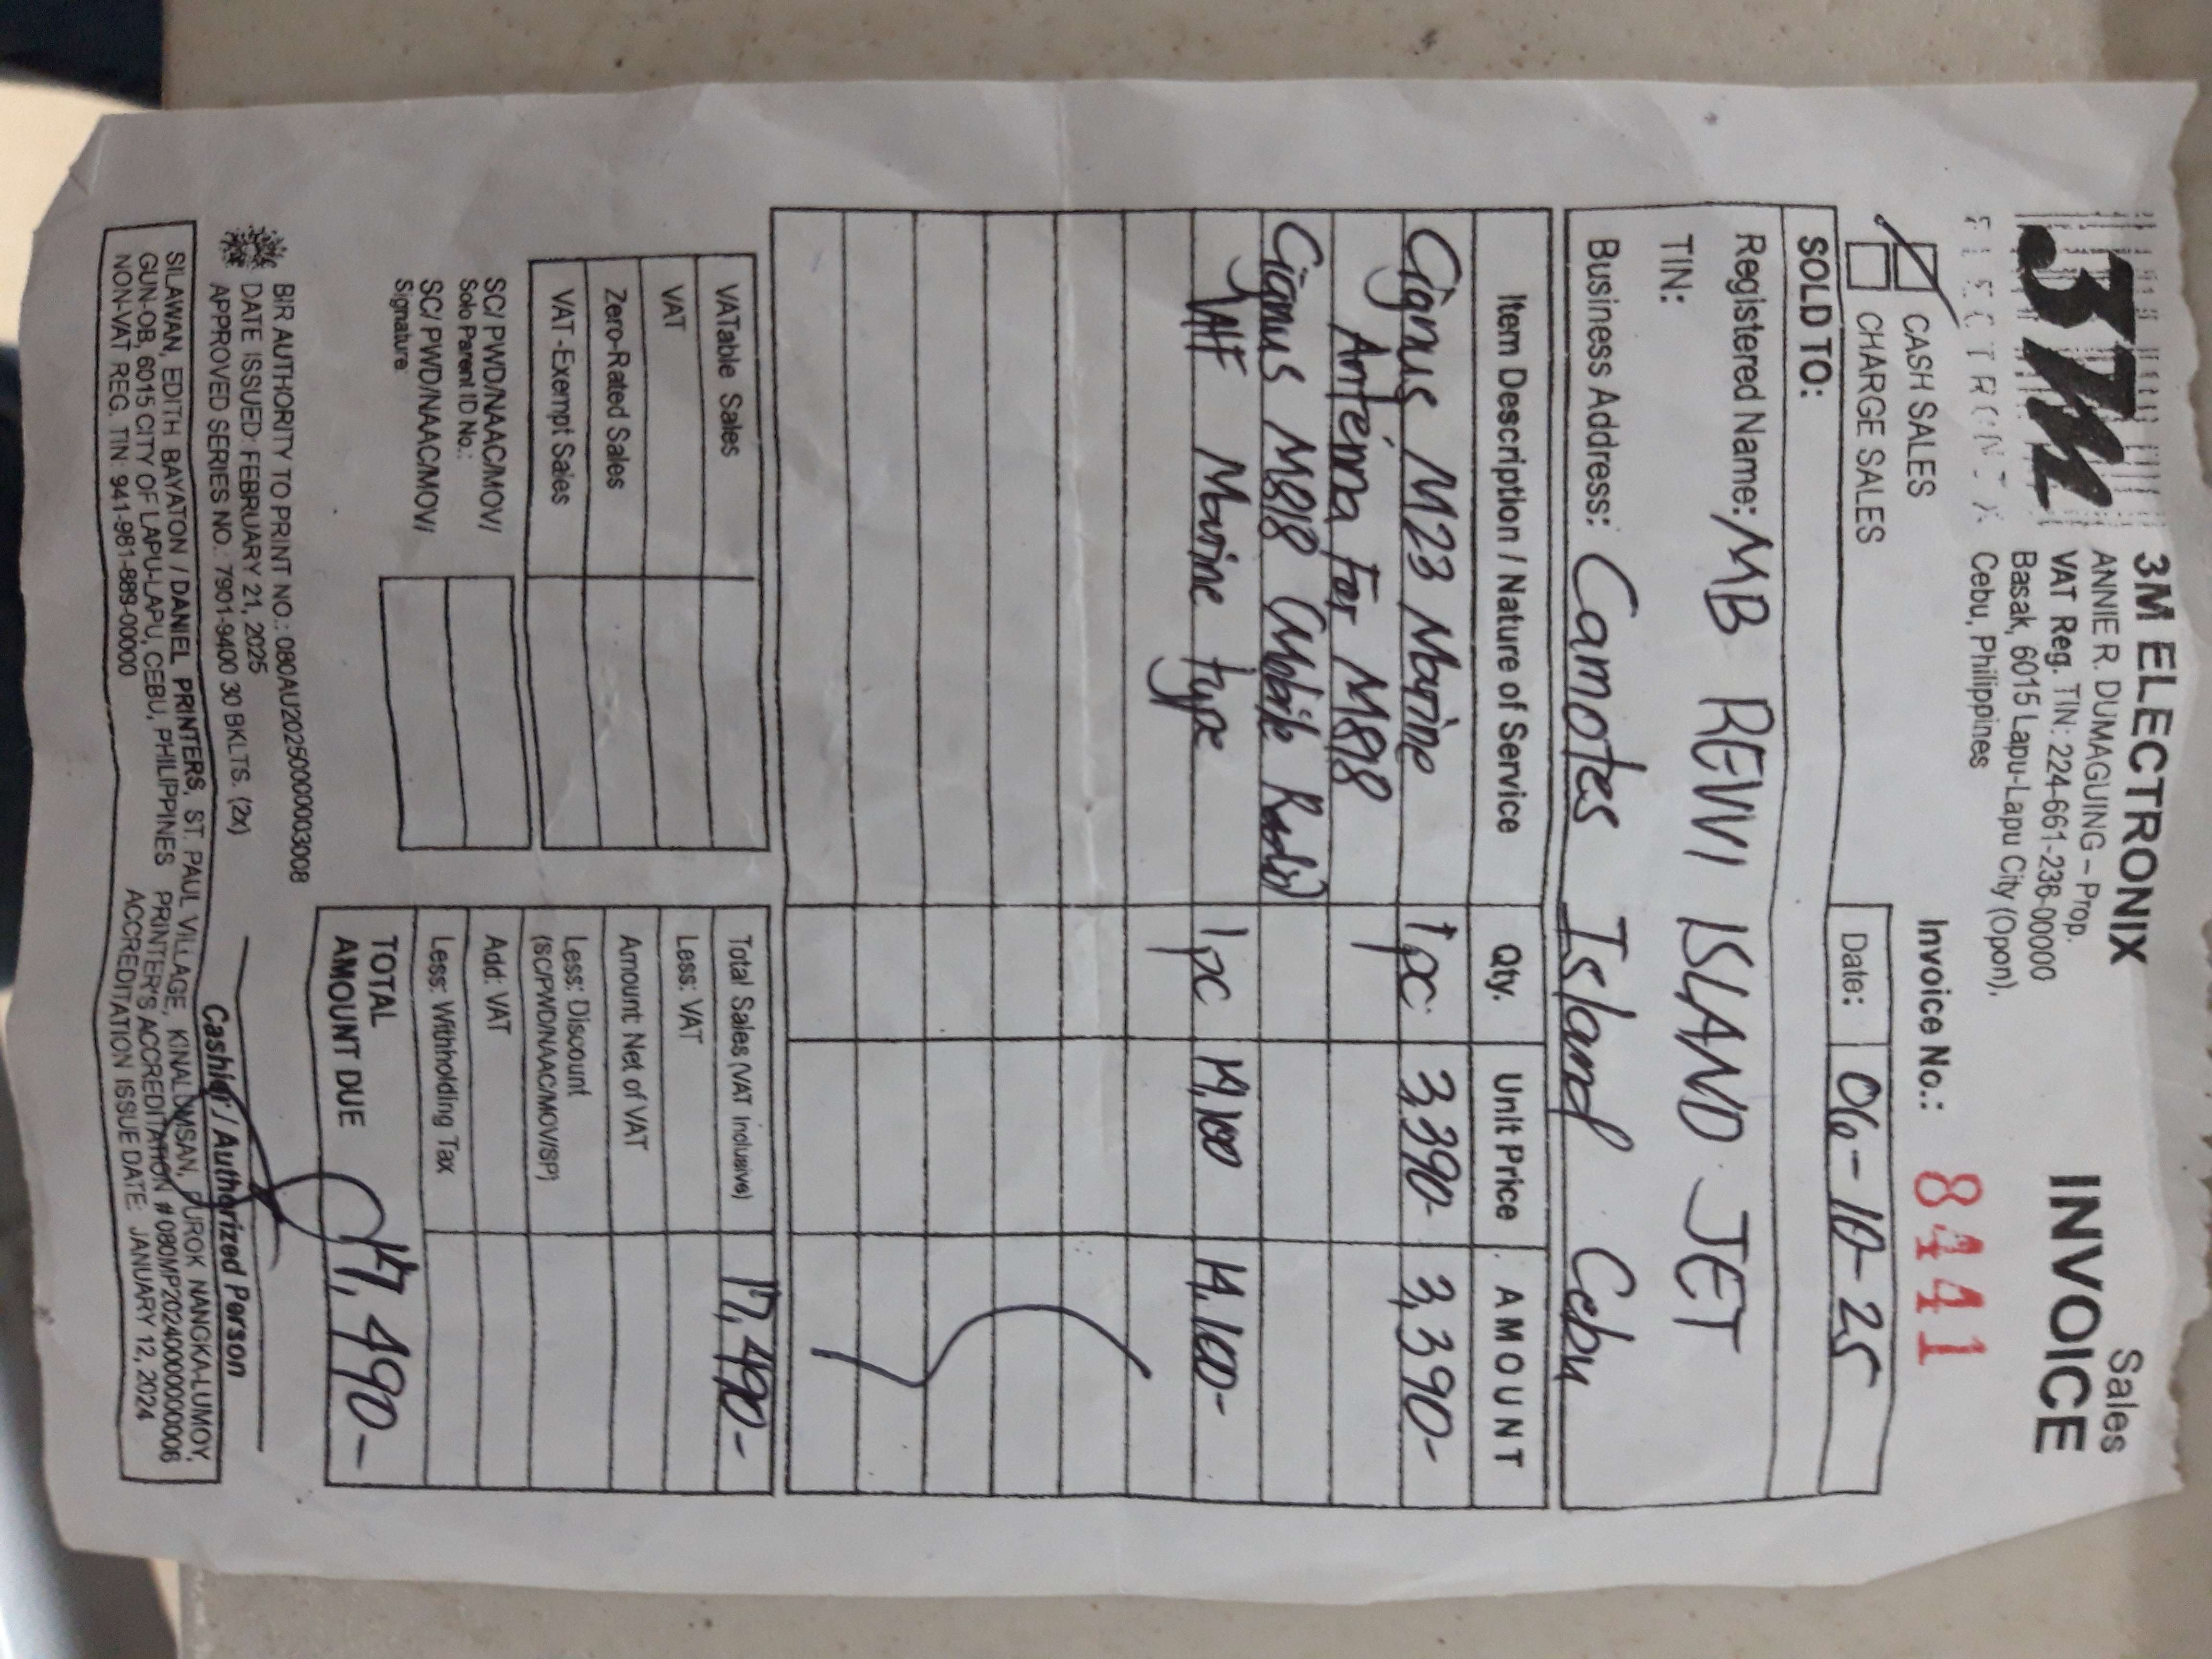 3M
ELECTRONIX
3M ELECTRONIX
ANNIE R. DUMAGUING – Prop.
VAT Reg. TIN: 224-661-236-00000
Basak, 6015 Lapu-Lapu City (Opon),
Cebu, Philippines
Sales
INVOICE
CASH SALES
CHARGE SALES
Invoice No.: 8441
SOLD TO:
Date: 06-10-25
Registered Name: MB REVVI ISLAND JET
TIN:
Business Address: Camotes Island Cebu
Item Description / Nature of Service Qty. Unit Price AMOUNT
Cignus M23 Marine 1 pc 3,390- 3,390-
Antenna For M898
Cignus M898 Mobile Radio
VHF Marine type 1 pc 14,100 14,100-
VATable Sales
VAT
Zero-Rated Sales
VAT-Exempt Sales
SC/ PWD/NAAC/MOV/
Solo Parent ID No.:
SC/ PWD/NAAC/MOV/
Signature:
Total Sales (VAT Inclusive) 17,490-
Less: VAT
Amount: Net of VAT
Less: Discount
(SC/PWD/NAAC/MOV/SP)
Add: VAT
Less: Withholding Tax
TOTAL
AMOUNT DUE 17,490-
BIR AUTHORITY TO PRINT NO.: 080AU20250000003008
DATE ISSUED: FEBRUARY 21, 2025
APPROVED SERIES NO.: 7901-9400 30 BKLTS. (2x)
Cashier / Authorized Person
SILAWAN, EDITH BAYATON / DANIEL PRINTERS, ST. PAUL VILLAGE, KINALUMSAN, PUROK NANGKA-LUMOY,
GUN-OB, 6015 CITY OF LAPU-LAPU, CEBU, PHILIPPINES PRINTER'S ACCREDITATION # 080MP20240000000006
NON-VAT REG. TIN: 941-981-889-00000 ACCREDITATION ISSUE DATE: JANUARY 12, 2024